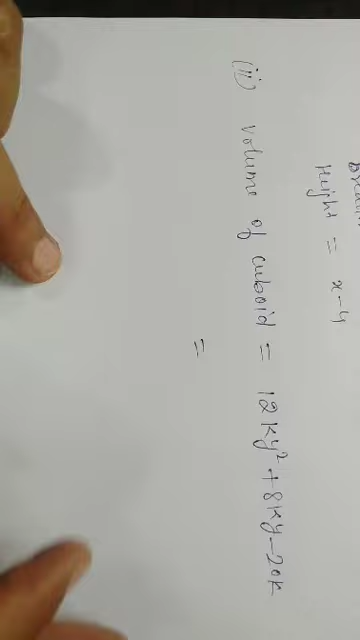 Height = x-4
(ii) Volume of cuboid = 12Ky²+8Ky-20K
=